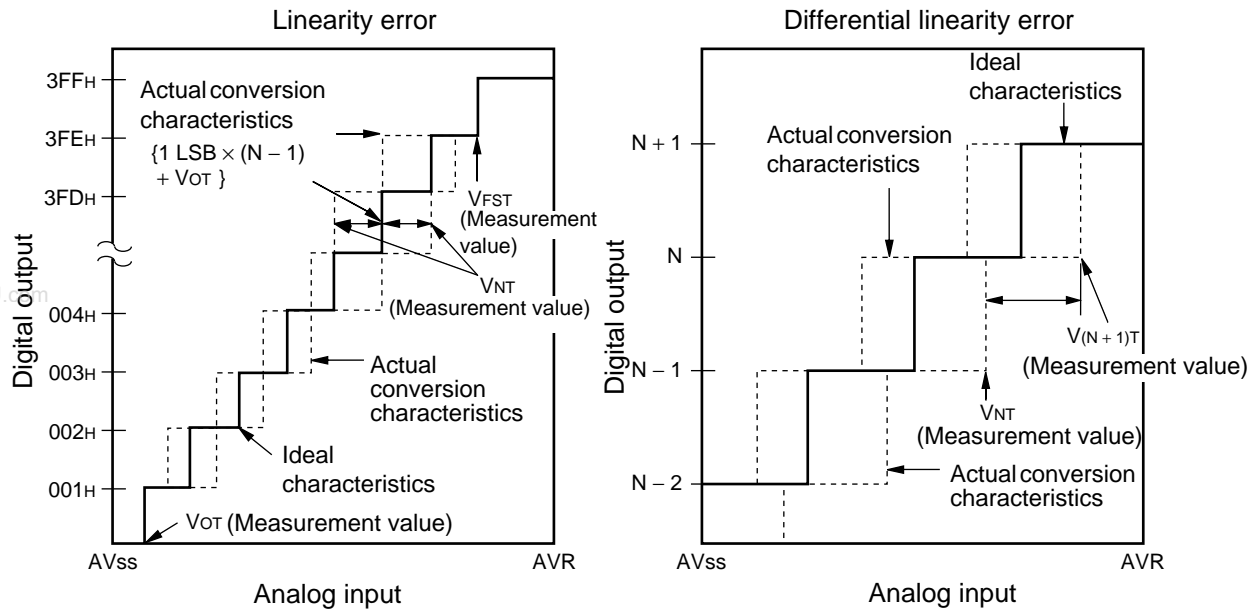 Linearity error
3FFH
3FEH
3FDH
004H
003H
002H
001H
Digital output
Actual conversion
characteristics
{1 LSB × (N − 1)
+ VOT }
VFST
(Measurement
value)
VNT
(Measurement value)
Actual
conversion
characteristics
Ideal
characteristics
VOT (Measurement value)
AVss
AVR
Analog input
Differential linearity error
N + 1
N
N − 1
N − 2
Digital output
Ideal
characteristics
Actual conversion
characteristics
V(N + 1)T
(Measurement value)
VNT
(Measurement value)
Actual conversion
characteristics
AVss
AVR
Analog input